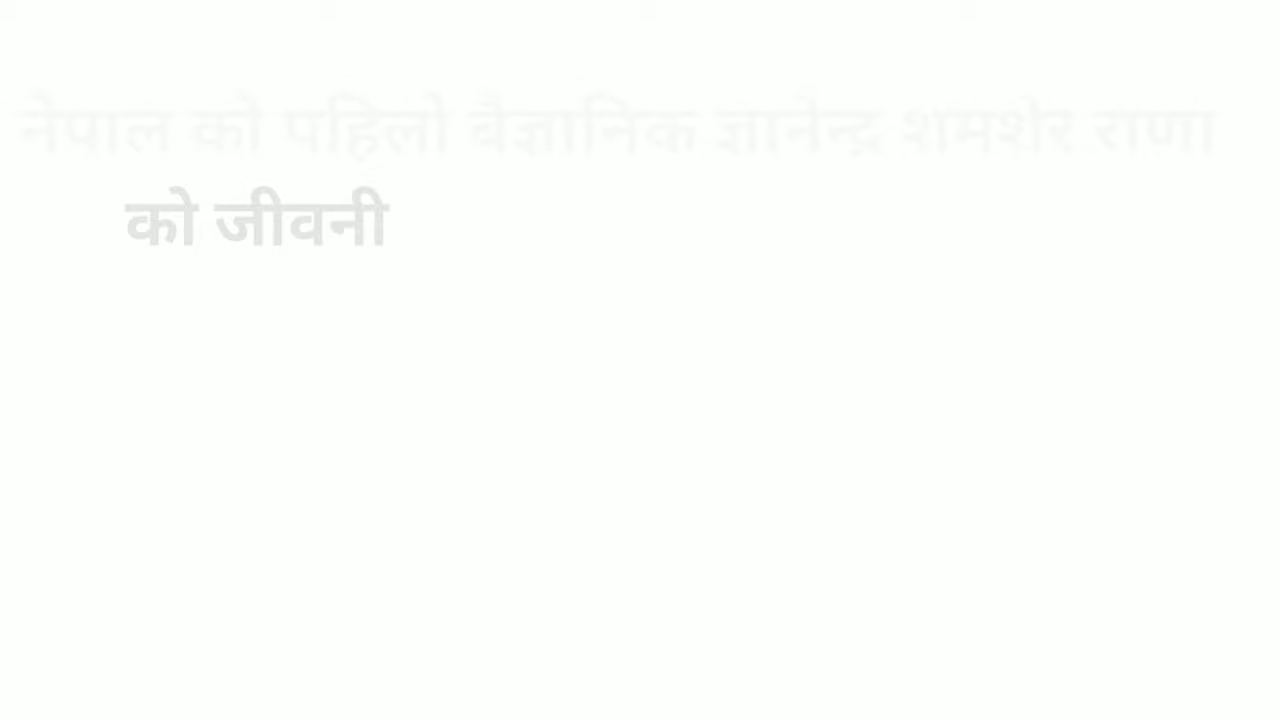 नेपाल को पहिलो वैज्ञानिक ज्ञानेन्द्र शमशेर राणा
को जीवनी